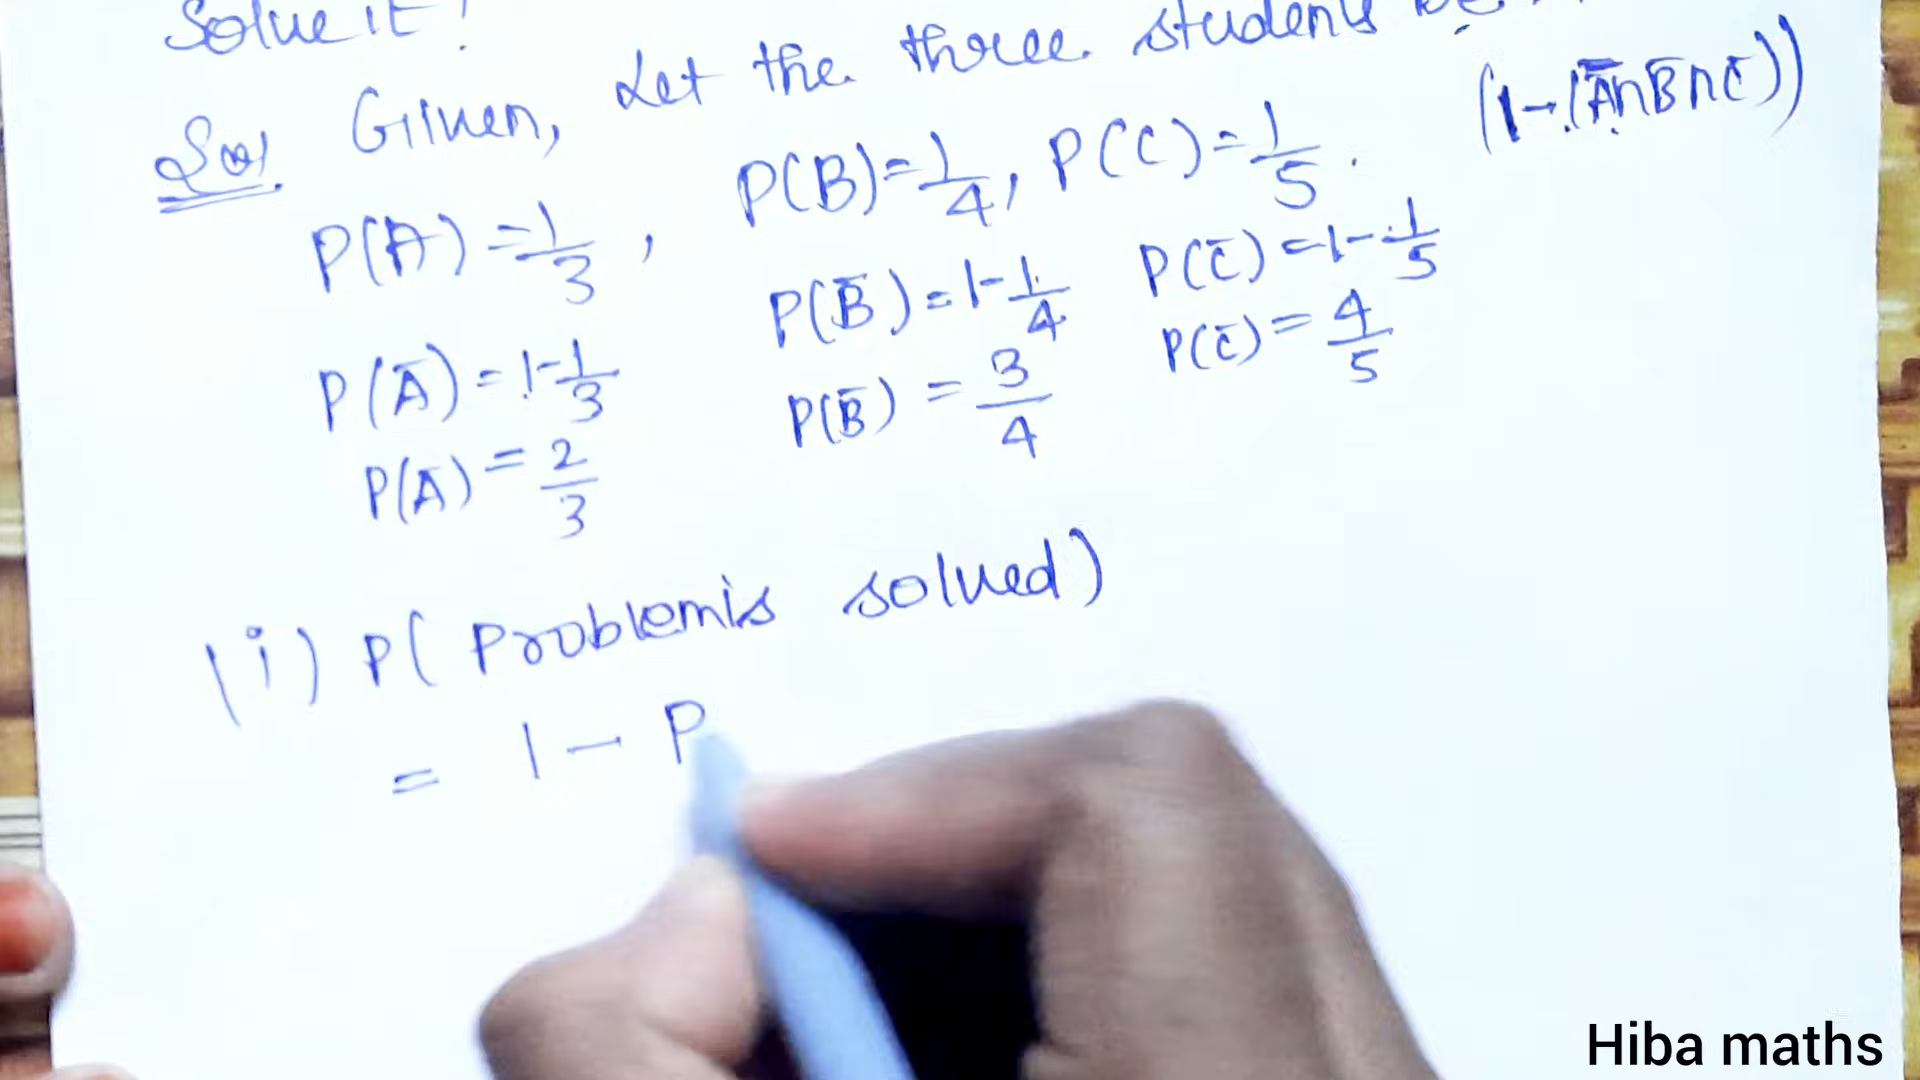 Solve it!
Sol Given, Let the three students
(1-(A̅∩B̅∩C̅))
P(A) = 1/3, P(B) = 1/4, P(C) = 1/5.
P(A̅) = 1-1/3 P(B̅) = 1-1/4 P(C̅) = 1-1/5
P(A̅) = 2/3 P(B̅) = 3/4 P(C̅) = 4/5
(i) P( Problem is solved)
= 1 - P
Hiba maths